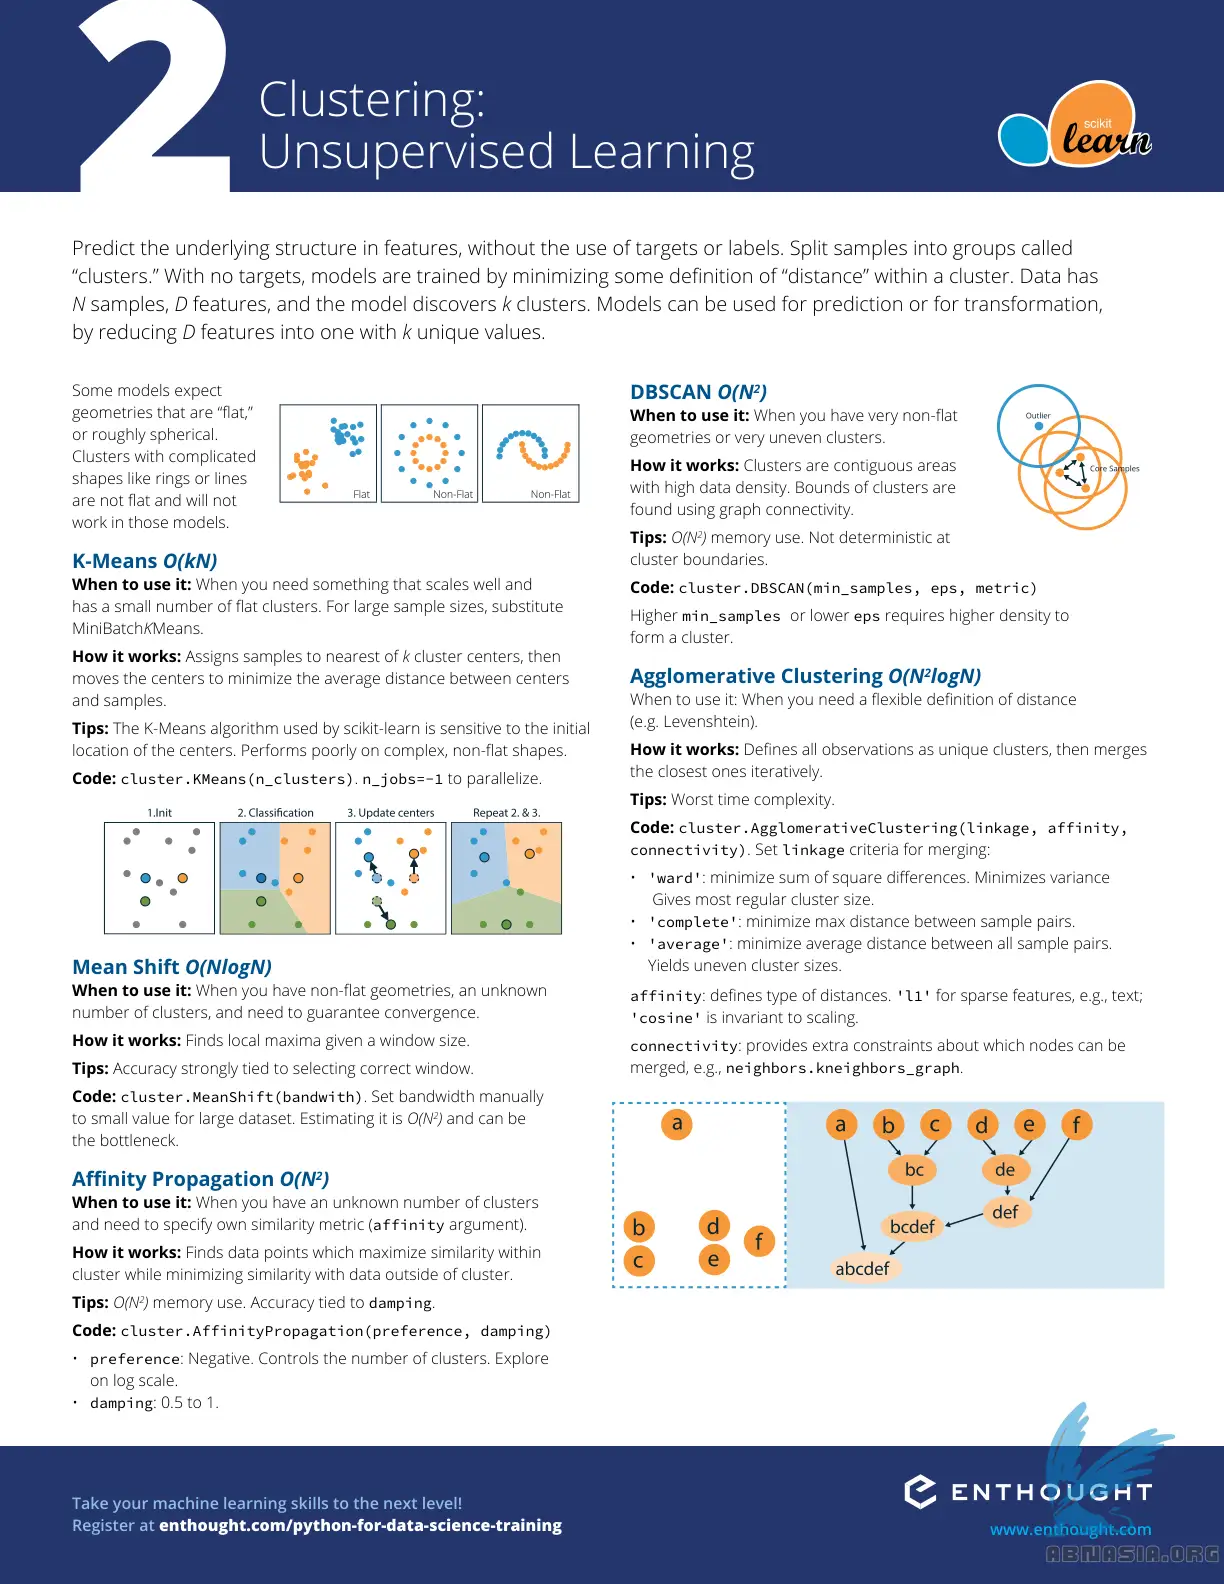 2
Clustering:
Unsupervised Learning
scikit
learn
Predict the underlying structure in features, without the use of targets or labels. Split samples into groups called
“clusters.” With no targets, models are trained by minimizing some definition of “distance” within a cluster. Data has
N samples, D features, and the model discovers k clusters. Models can be used for prediction or for transformation,
by reducing D features into one with k unique values.
Some models expect
geometries that are “flat,”
or roughly spherical.
Clusters with complicated
shapes like rings or lines
are not flat and will not
work in those models.
Flat
Non-Flat
Non-Flat
K-Means O(kN)
When to use it: When you need something that scales well and
has a small number of flat clusters. For large sample sizes, substitute
MiniBatchKMeans.
How it works: Assigns samples to nearest of k cluster centers, then
moves the centers to minimize the average distance between centers
and samples.
Tips: The K-Means algorithm used by scikit-learn is sensitive to the initial
location of the centers. Performs poorly on complex, non-flat shapes.
Code: cluster.KMeans(n_clusters). n_jobs=-1 to parallelize.
1.Init
2. Classification
3. Update centers
Repeat 2. & 3.
Mean Shift O(NlogN)
When to use it: When you have non-flat geometries, an unknown
number of clusters, and need to guarantee convergence.
How it works: Finds local maxima given a window size.
Tips: Accuracy strongly tied to selecting correct window.
Code: cluster.MeanShift(bandwith). Set bandwidth manually
to small value for large dataset. Estimating it is O(N²) and can be
the bottleneck.
Affinity Propagation O(N²)
When to use it: When you have an unknown number of clusters
and need to specify own similarity metric (affinity argument).
How it works: Finds data points which maximize similarity within
cluster while minimizing similarity with data outside of cluster.
Tips: O(N²) memory use. Accuracy tied to damping.
Code: cluster.AffinityPropagation(preference, damping)
· preference: Negative. Controls the number of clusters. Explore
on log scale.
· damping: 0.5 to 1.
DBSCAN O(N²)
When to use it: When you have very non-flat
geometries or very uneven clusters.
How it works: Clusters are contiguous areas
with high data density. Bounds of clusters are
found using graph connectivity.
Tips: O(N²) memory use. Not deterministic at
cluster boundaries.
Outlier
Core Samples
Code: cluster.DBSCAN(min_samples, eps, metric)
Higher min_samples or lower eps requires higher density to
form a cluster.
Agglomerative Clustering O(N²logN)
When to use it: When you need a flexible definition of distance
(e.g. Levenshtein).
How it works: Defines all observations as unique clusters, then merges
the closest ones iteratively.
Tips: Worst time complexity.
Code: cluster.AgglomerativeClustering(linkage, affinity,
connectivity). Set linkage criteria for merging:
· 'ward': minimize sum of square differences. Minimizes variance
Gives most regular cluster size.
· 'complete': minimize max distance between sample pairs.
· 'average': minimize average distance between all sample pairs.
Yields uneven cluster sizes.
affinity: defines type of distances. 'l1' for sparse features, e.g., text;
'cosine' is invariant to scaling.
connectivity: provides extra constraints about which nodes can be
merged, e.g., neighbors.kneighbors_graph.
a
b
c
d
e
f
a b c d e f
bc de
def
bcdef
abcdef
Take your machine learning skills to the next level!
Register at enthought.com/python-for-data-science-training
ENTHOUGHT
www.enthought.com
ABNASIA.ORG